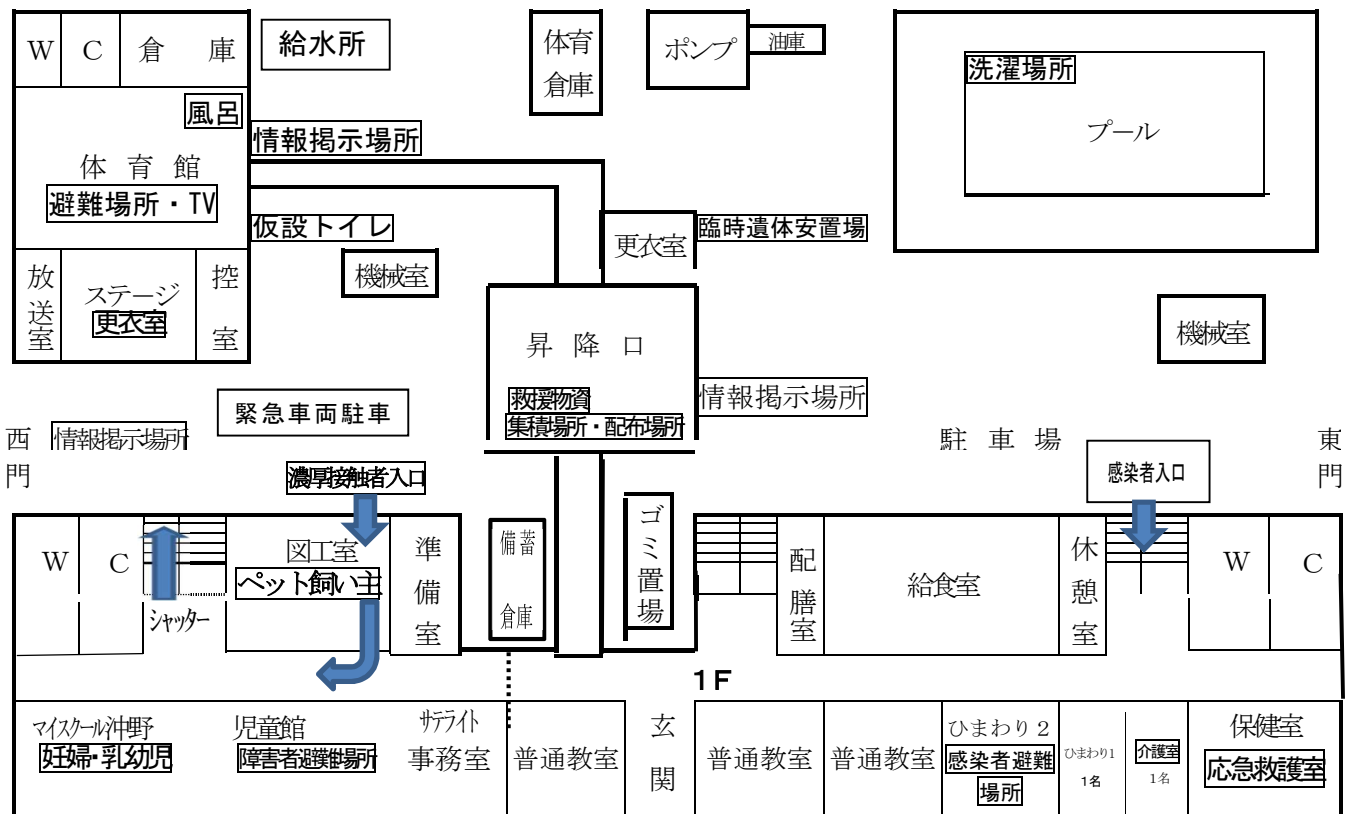 W C 倉 庫
給水所
体育
倉庫
ポンプ
油庫
洗濯場所
プール
風呂
情報掲示場所
体 育 館
避難場所・TV
仮設トイレ
更衣室
臨時遺体安置場
機械室
放送室
ステージ
更衣室
控室
昇 降 口
機械室
救援物資
集積場所・配布場所
情報掲示場所
緊急車両駐車
西門
情報掲示場所
駐 車 場
東門
濃厚接触者入口
感染者入口
W C
シャッター
図工室
ペット飼い主
準備室
備蓄
倉庫
ゴミ置場
配膳室
給食室
休憩室
W C
1F
マイスクール沖野
妊婦・乳幼児
児童館
障害者避難場所
サテライト
事務室
普通教室
玄関
普通教室
普通教室
ひまわり2
感染者避難
場所
ひまわり1
1名
介護室
1名
保健室
応急救護室